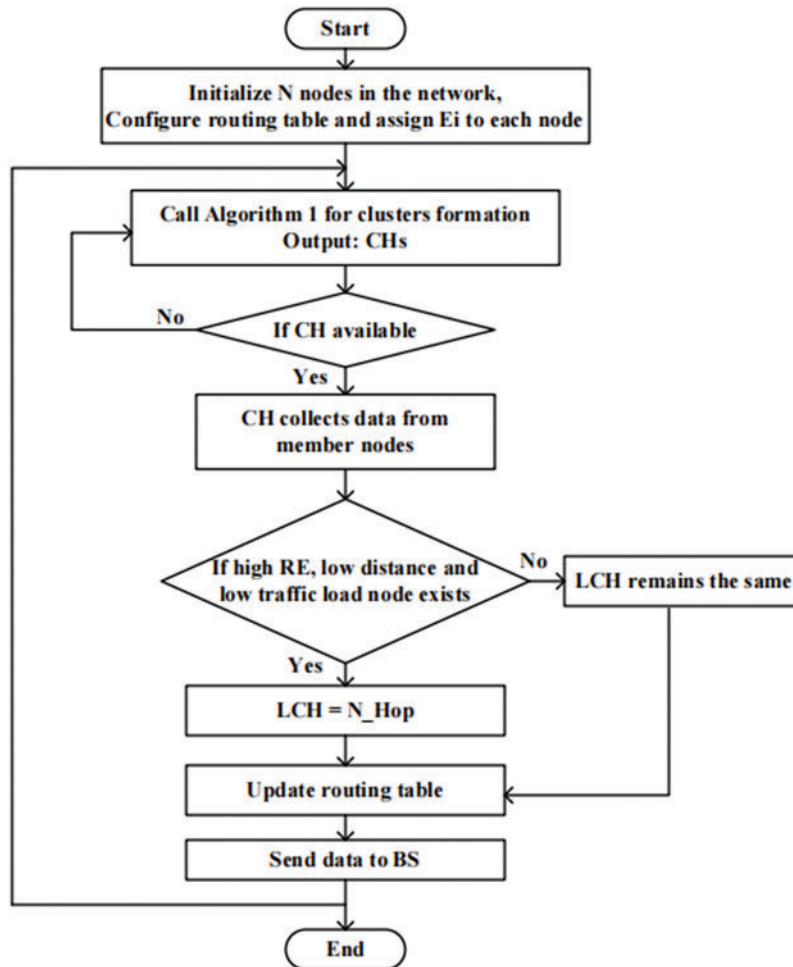 Start
Initialize N nodes in the network,
Configure routing table and assign Ei to each node
Call Algorithm 1 for clusters formation
Output: CHs
No
If CH available
Yes
CH collects data from
member nodes
If high RE, low distance and
low traffic load node exists
No
LCH remains the same
Yes
LCH = N_Hop
Update routing table
Send data to BS
End